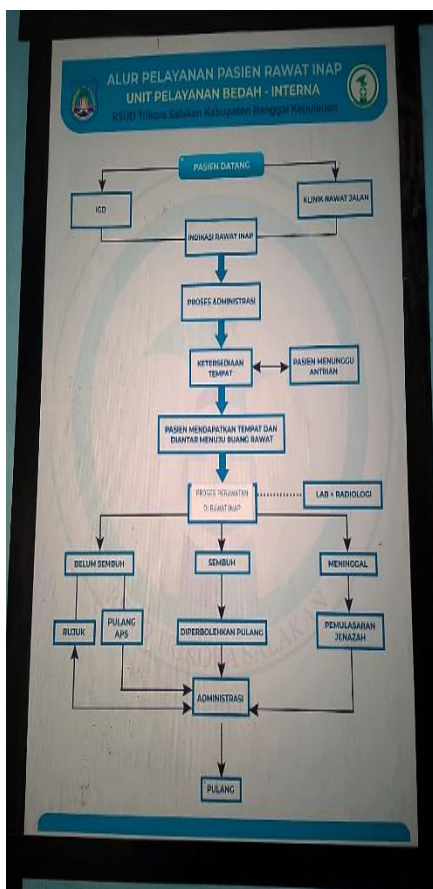 ALUR PELAYANAN PASIEN RAWAT INAP
UNIT PELAYANAN BEDAH - INTERNA
RSUD Trikora Salakan Kabupaten Banggai Kepulauan
PASIEN DATANG
IGD
KLINIK RAWAT JALAN
INDIKASI RAWAT INAP
PROSES ADMINISTRASI
KETERSEDIAAN
TEMPAT
PASIEN MENUNGGU
ANTRIAN
PASIEN MENDAPATKAN TEMPAT DAN
DIANTAR MENUJU RUANG RAWAT
PROSES PERAWATAN
DI RAWAT INAP
LAB + RADIOLOGI
BELUM SEMBUH
SEMBUH
MENINGGAL
RUJUK
PULANG
APS
DIPERBOLEHKAN PULANG
PEMULASARAN
JENAZAH
ADMINISTRASI
PULANG
TRIKORA SALAKAN